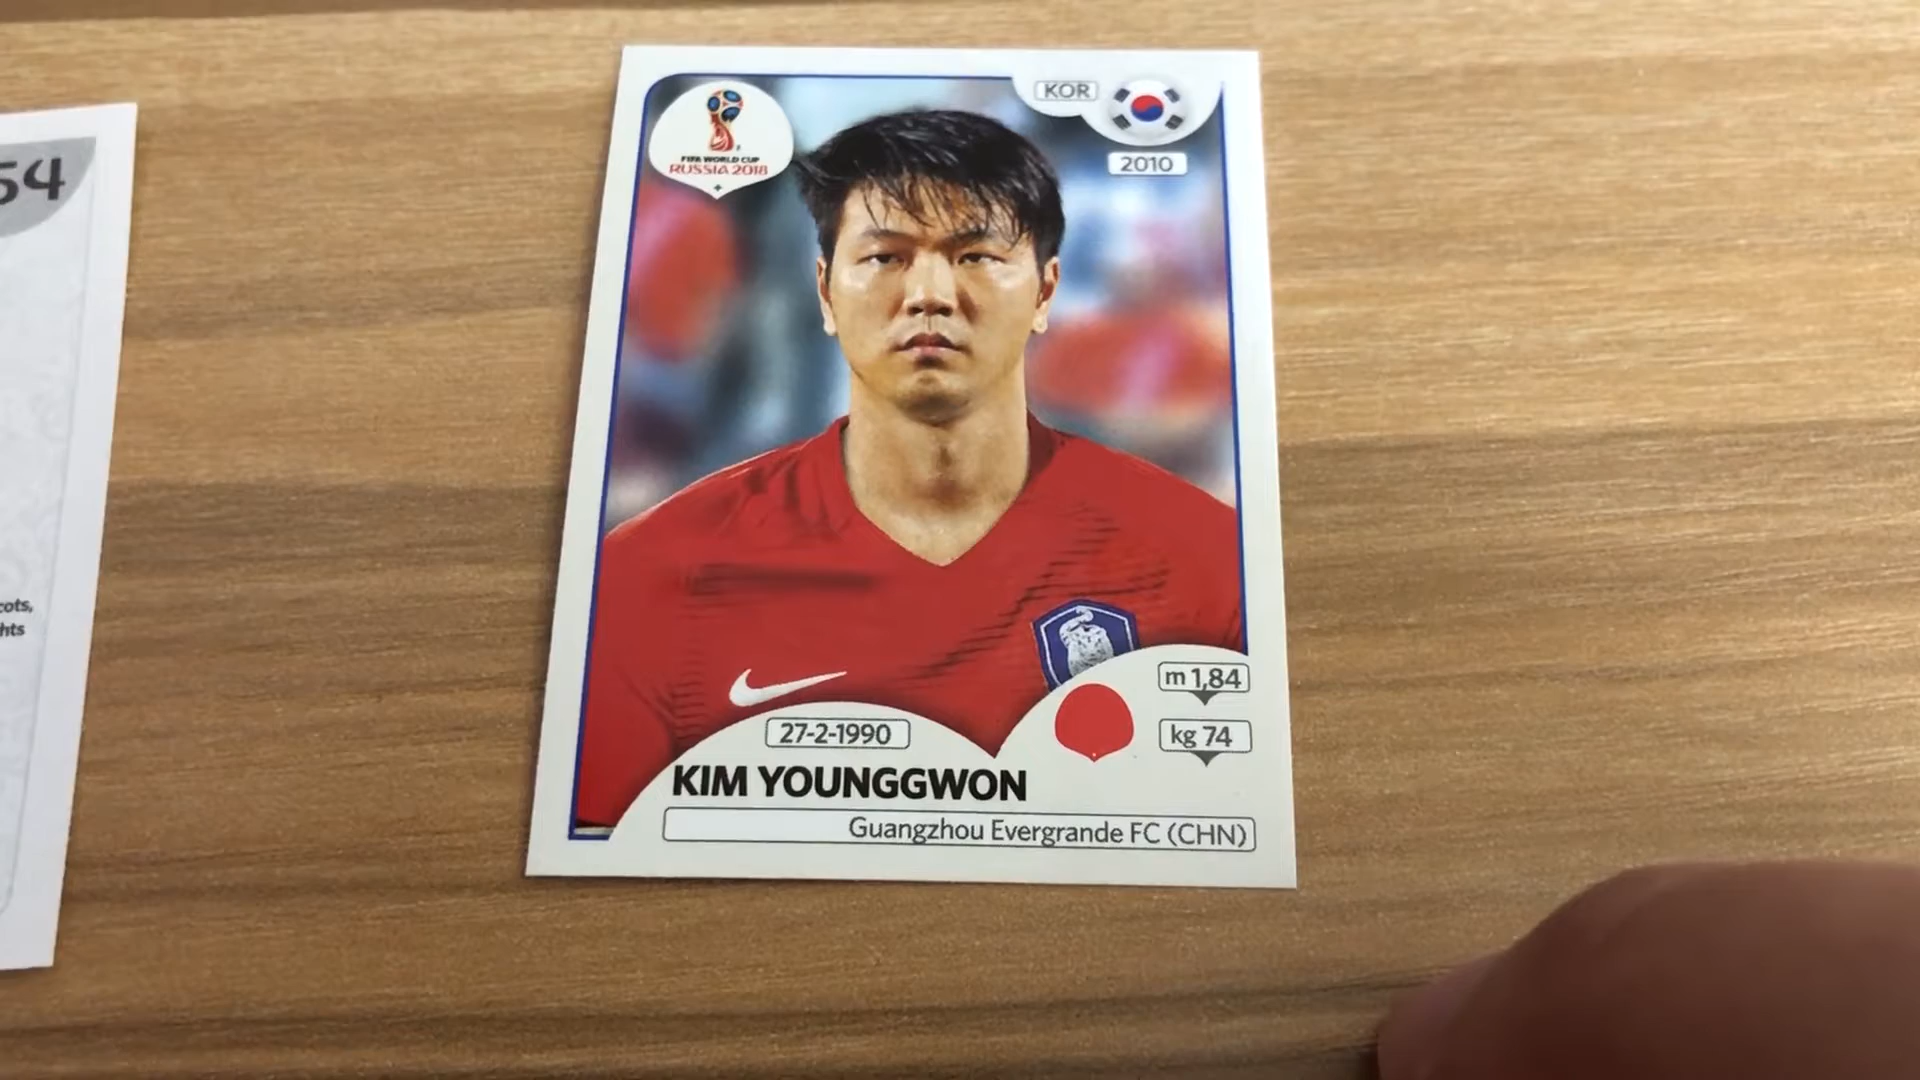 54
cots,
hts
FIFA WORLD CUP
RUSSIA 2018
KOR
2010
m 1,84
kg 74
27-2-1990
KIM YOUNGGWON
Guangzhou Evergrande FC (CHN)